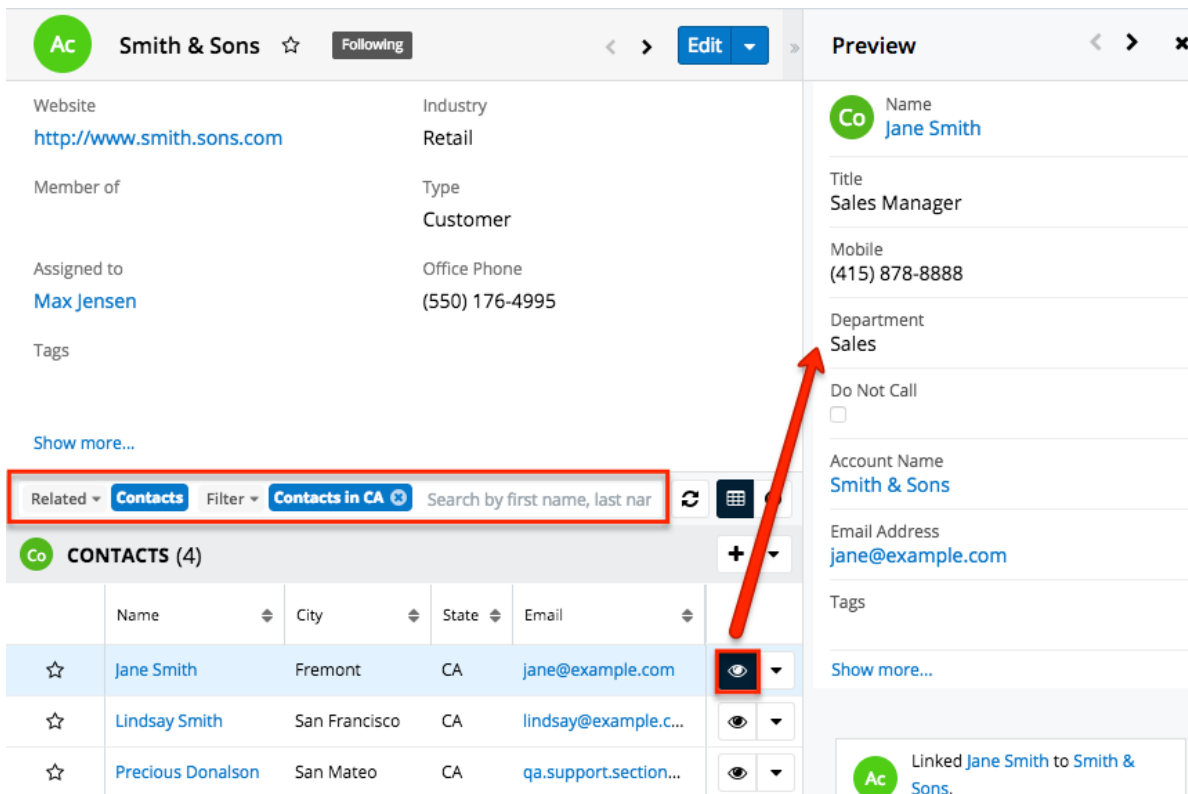 Ac Smith & Sons Following Edit
Website Industry
http://www.smith.sons.com Retail
Member of Type
Customer
Assigned to Office Phone
Max Jensen (550) 176-4995
Tags
Show more...
Related Contacts Filter Contacts in CA Search by first name, last nar
Co CONTACTS (4)
Name City State Email
Jane Smith Fremont CA jane@example.com
Lindsay Smith San Francisco CA lindsay@example.c...
Precious Donalson San Mateo CA qa.support.section...
Preview
Co Name
Jane Smith
Title
Sales Manager
Mobile
(415) 878-8888
Department
Sales
Do Not Call
Account Name
Smith & Sons
Email Address
jane@example.com
Tags
Show more...
Ac Linked Jane Smith to Smith &
Sons.